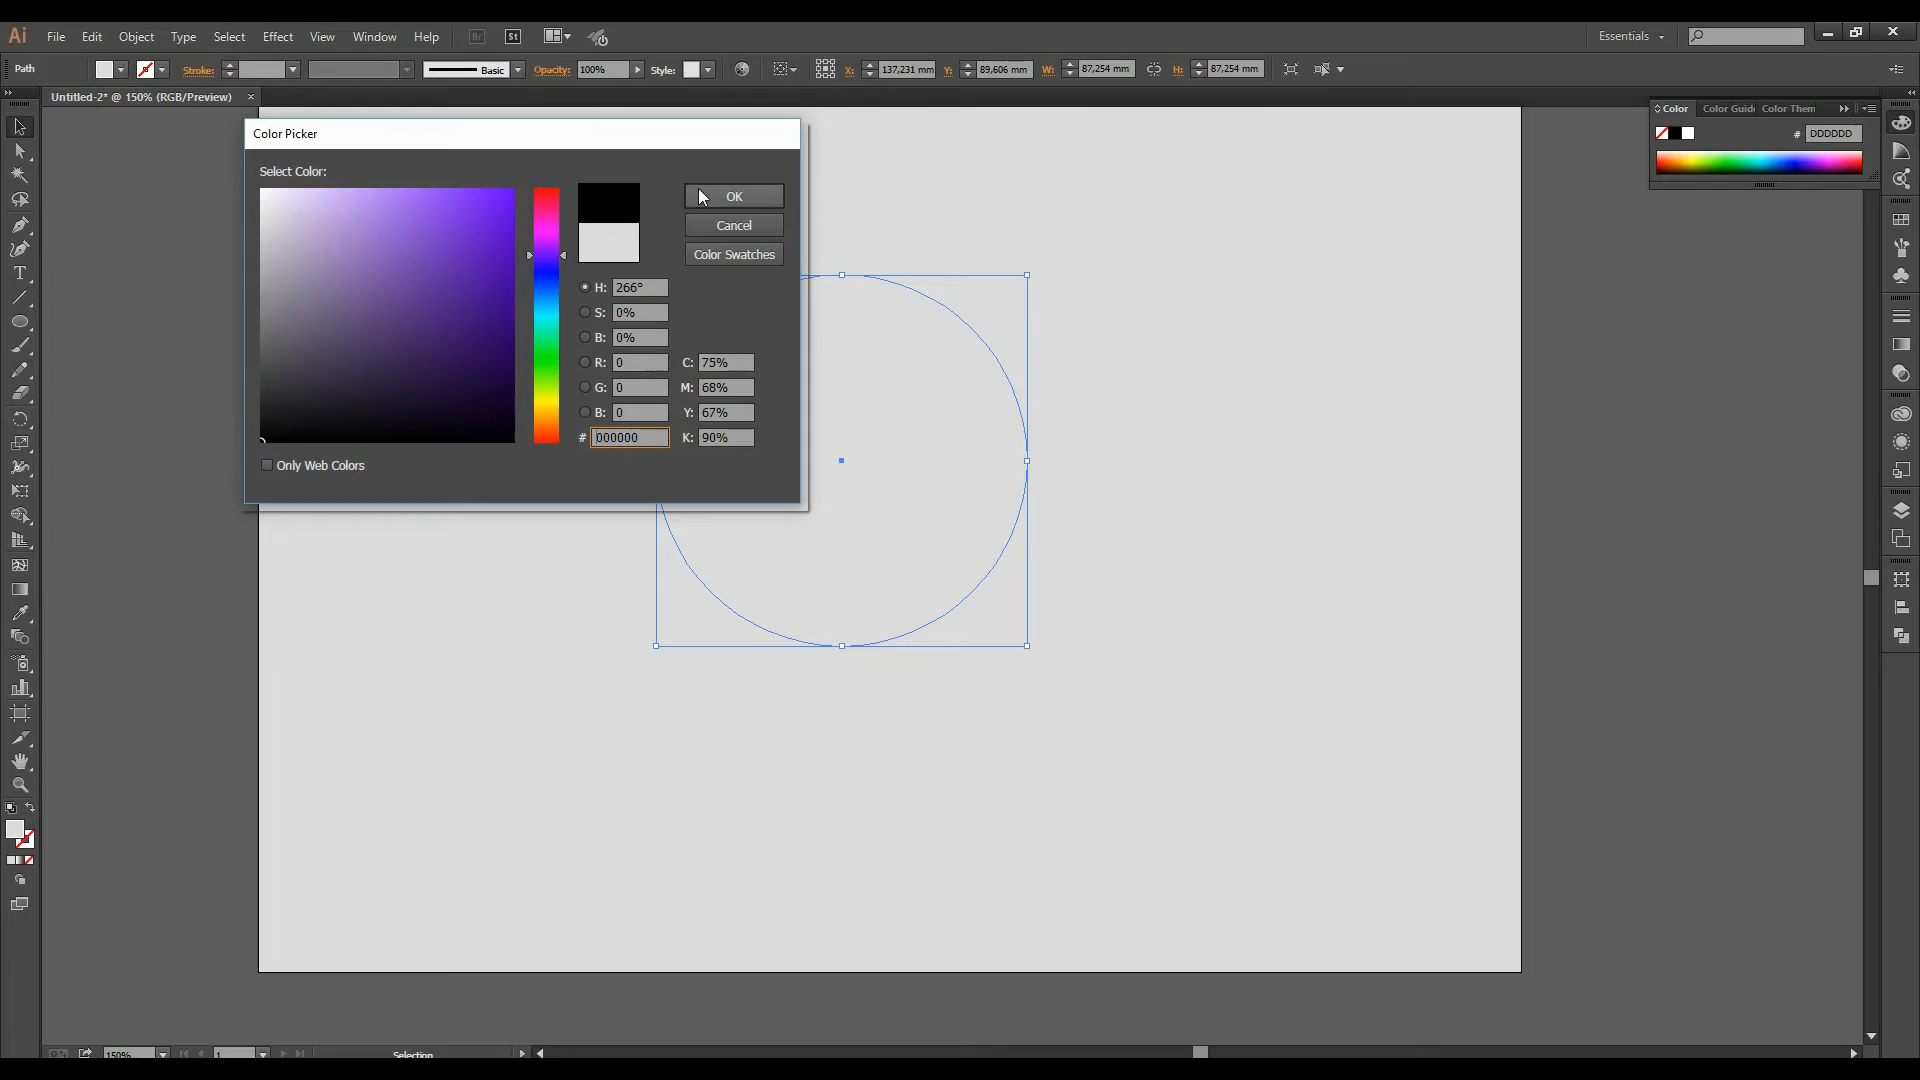 Ai File Edit Object Type Select Effect View Window Help Br St Essentials
Path Stroke: Basic Opacity: 100% Style: X: 137,231 mm Y: 89,606 mm W: 87,254 mm H: 87,254 mm
Untitled-2* @ 150% (RGB/Preview) ×
Color Picker
Select Color:
OK
Cancel
Color Swatches
H: 266°
S: 0%
B: 0%
R: 0 C: 75%
G: 0 M: 68%
B: 0 Y: 67%
# 000000 K: 90%
Only Web Colors
Color Color Guide Color Them
# DDDDDD
T
150% 1 Selection